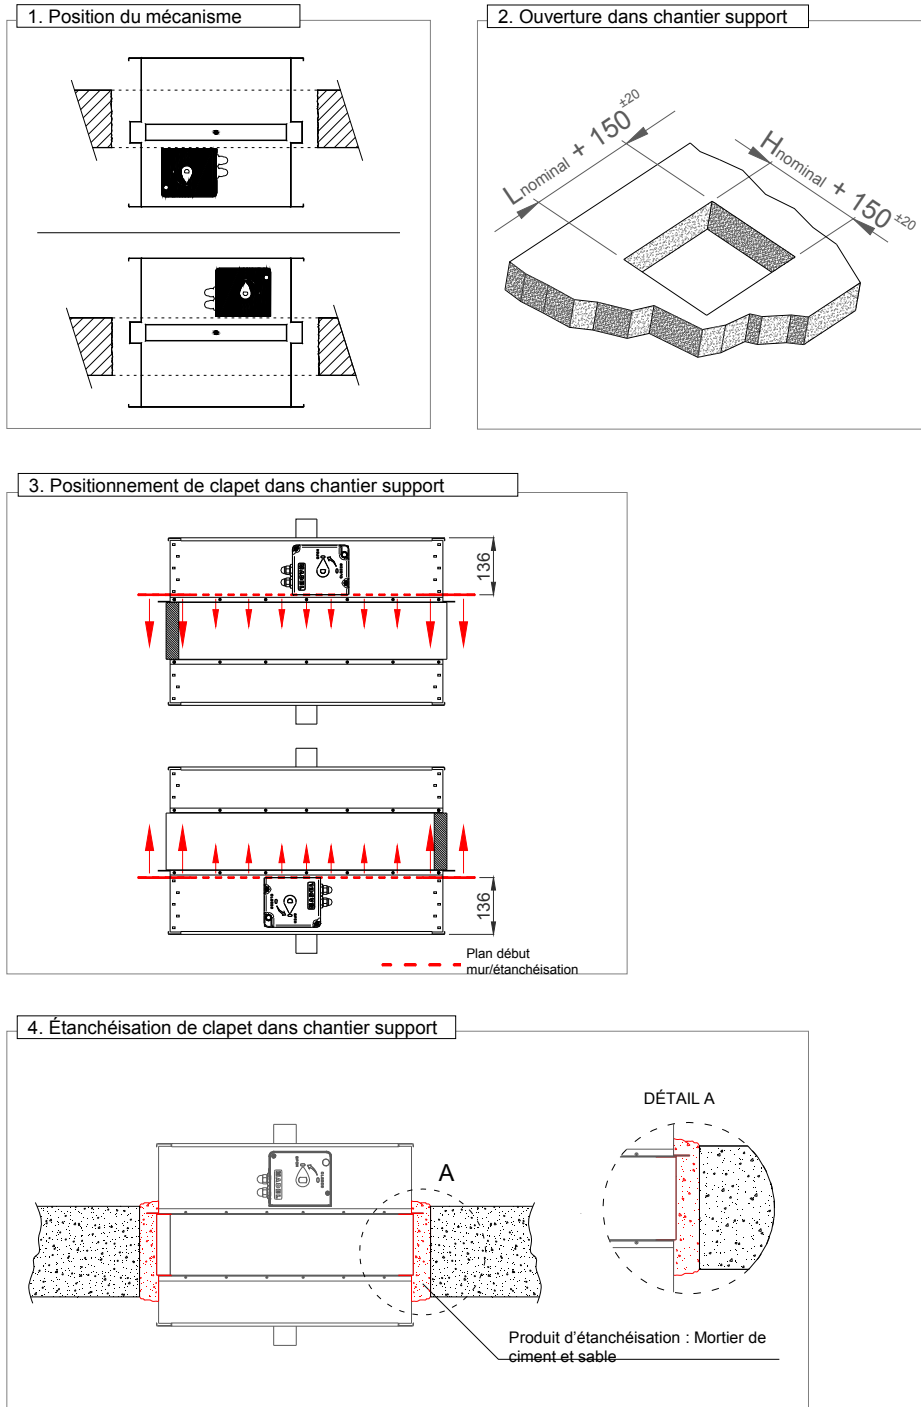 1. Position du mécanisme
2. Ouverture dans chantier support
Lnominal + 150 ±20
Hnominal + 150 ±20
3. Positionnement de clapet dans chantier support
136
136
Plan début
mur/étanchéisation
4. Étanchéisation de clapet dans chantier support
DÉTAIL A
A
Produit d'étanchéisation : Mortier de
ciment et sable